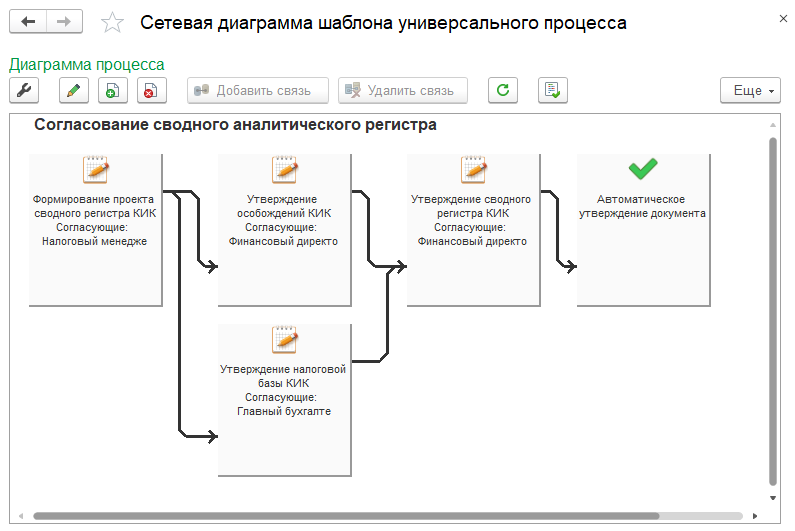 Сетевая диаграмма шаблона универсального процесса
Диаграмма процесса
Добавить связь
Удалить связь
Еще
Согласование сводного аналитического регистра
Формирование проекта
сводного регистра КИК
Согласующие:
Налоговый менедже
Утверждение
особождений КИК
Согласующие:
Финансовый директо
Утверждение сводного
регистра КИК
Согласующие:
Финансовый директо
Автоматическое
утверждение документа
Утверждение налоговой
базы КИК
Согласующие:
Главный бухгалте